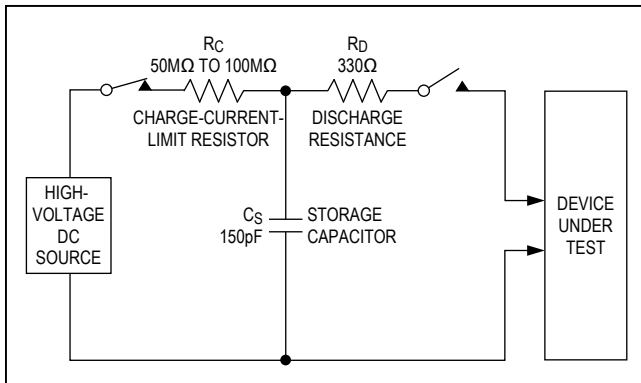 RC
50MΩ TO 100MΩ
CHARGE-CURRENT-
LIMIT RESISTOR
RD
330Ω
DISCHARGE
RESISTANCE
HIGH-
VOLTAGE
DC
SOURCE
CS
150pF
STORAGE
CAPACITOR
DEVICE
UNDER
TEST